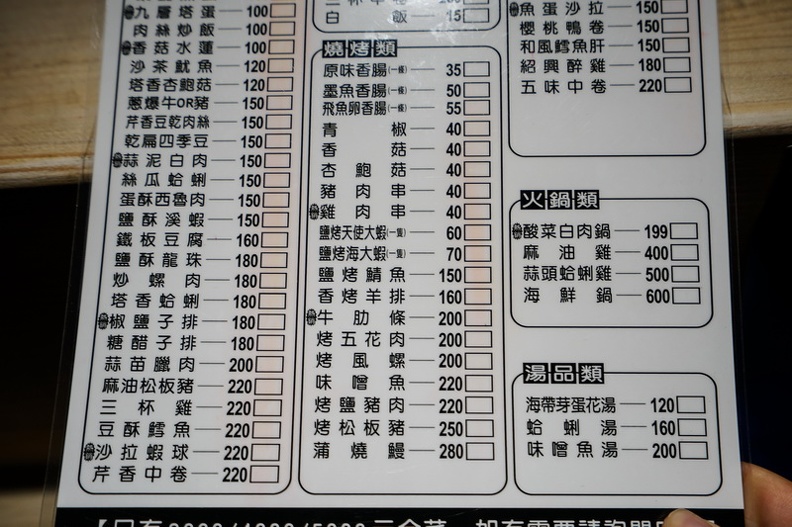 九層塔蛋 100
肉絲炒飯 100
香菇水蓮 100
沙茶魷魚 120
塔香杏鮑菇 120
蔥爆牛OR豬 150
芹香豆乾肉絲 150
乾扁四季豆 150
蒜泥白肉 150
絲瓜蛤蜊 150
蛋酥西魯肉 150
鹽酥溪蝦 150
鐵板豆腐 160
鹽酥龍珠 180
炒螺肉 180
塔香蛤蜊 180
椒鹽子排 180
糖醋子排 180
蒜苗臘肉 200
麻油松板豬 220
三杯雞 220
豆酥鱈魚 220
沙拉蝦球 220
芹香中卷 220
白飯 15
燒烤類
原味香腸(一條) 35
墨魚香腸(一條) 50
飛魚卵香腸(一條) 55
青椒 40
香菇 40
杏鮑菇 40
豬肉串 40
雞肉串 40
鹽烤天使大蝦(一隻) 60
鹽烤海大蝦(一隻) 70
鹽烤鯖魚 150
香烤羊排 160
牛肋條 200
烤五花肉 200
烤風螺 200
味噌魚 220
烤鹽豬肉 220
烤松板豬 250
蒲燒鰻 280
魚蛋沙拉 150
櫻桃鴨卷 150
和風鱈魚肝 150
紹興醉雞 180
五味中卷 220
火鍋類
酸菜白肉鍋 199
麻油雞 400
蒜頭蛤蜊雞 500
海鮮鍋 600
湯品類
海帶芽蛋花湯 120
蛤蜊湯 160
味噌魚湯 200